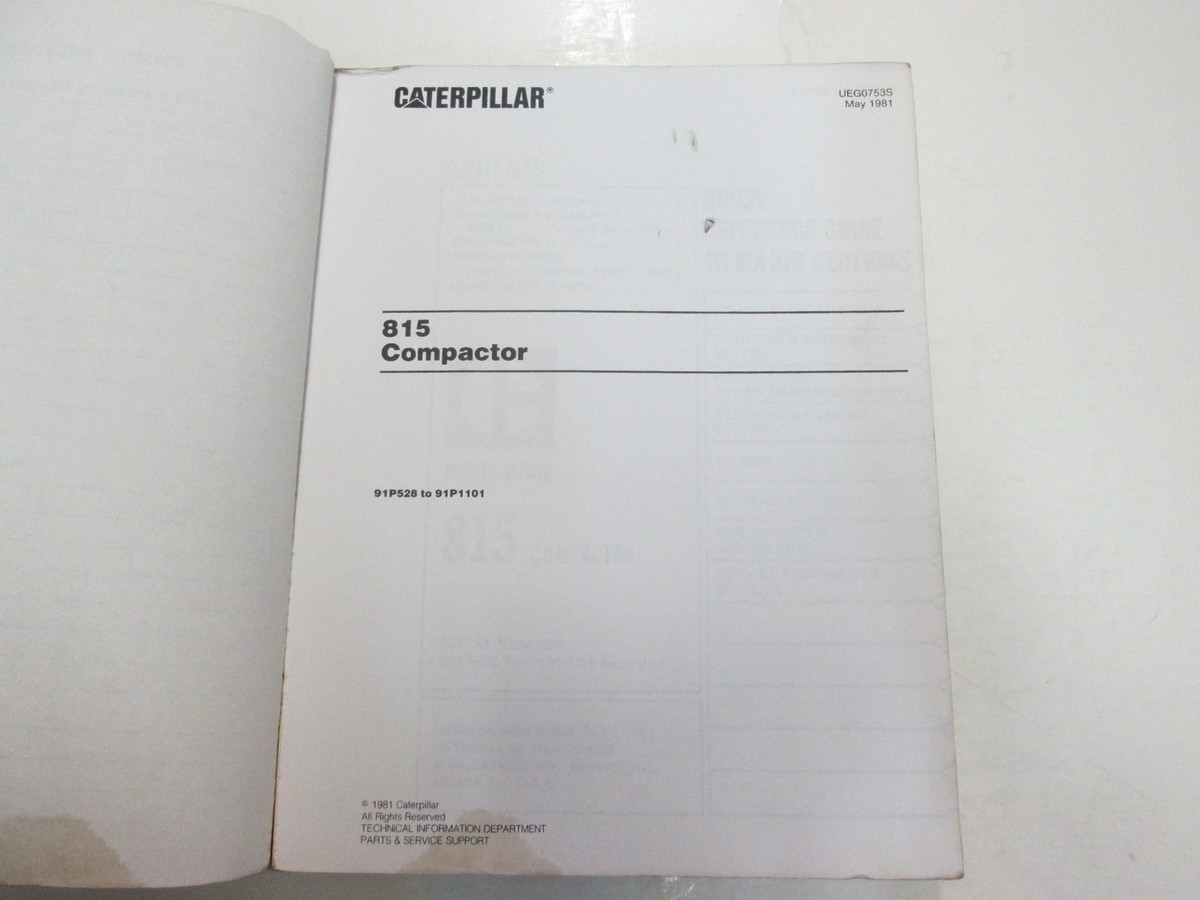 CATERPILLAR®
UEG0753S
May 1981
815
Compactor
91P528 to 91P1101
© 1981 Caterpillar
All Rights Reserved
TECHNICAL INFORMATION DEPARTMENT
PARTS & SERVICE SUPPORT